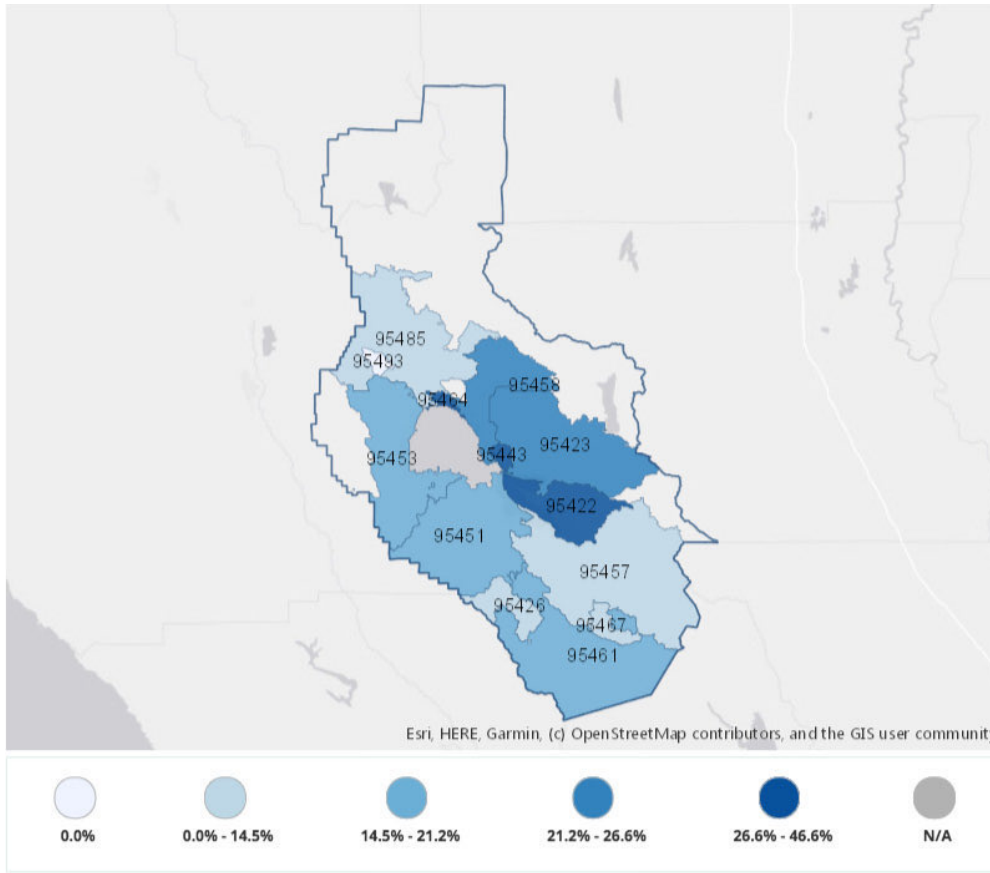 95485
95493
95458
95464
95423
95443
95453
95422
95451
95457
95426
95467
95461
Esri, HERE, Garmin, (c) OpenStreetMap contributors, and the GIS user communit
0.0%
0.0% - 14.5%
14.5% - 21.2%
21.2% - 26.6%
26.6% - 46.6%
N/A